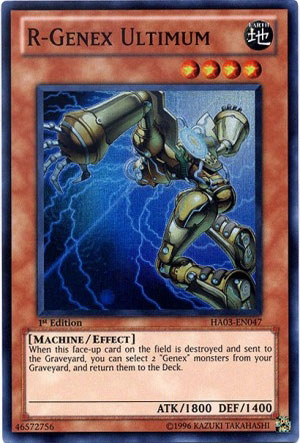 R-Genex Ultimum
EARTH
地
1st Edition
HA03-EN047
[Machine/Effect]
When this face-up card on the field is destroyed and sent to
the Graveyard, you can select 2 "Genex" monsters from your
Graveyard, and return them to the Deck.
ATK/1800 DEF/1400
46572756
©1996 KAZUKI TAKAHASHI